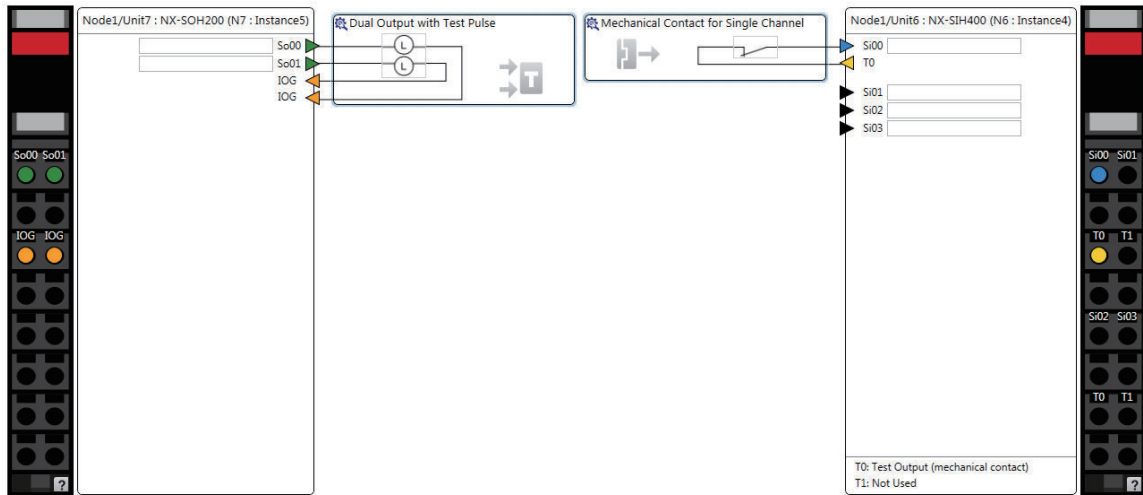 Node1/Unit7 : NX-SOH200 (N7 : Instance5)
Dual Output with Test Pulse
Mechanical Contact for Single Channel
Node1/Unit6 : NX-SIH400 (N6 : Instance4)
So00
So01
IOG
IOG
L
L
T
Si00
T0
Si01
Si02
Si03
So00 So01
IOG IOG
?
Si00 Si01
T0 T1
Si02 Si03
T0 T1
?
T0: Test Output (mechanical contact)
T1: Not Used